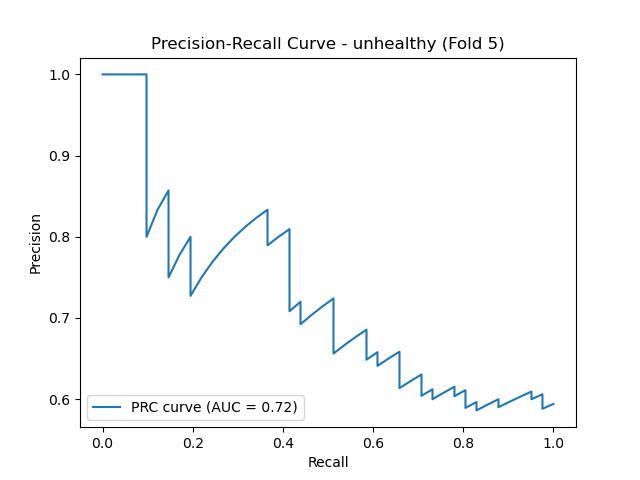 Precision-Recall Curve - unhealthy (Fold 5)
1.0
0.9
0.8
0.7
0.6
Precision
PRC curve (AUC = 0.72)
0.0 0.2 0.4 0.6 0.8 1.0
Recall